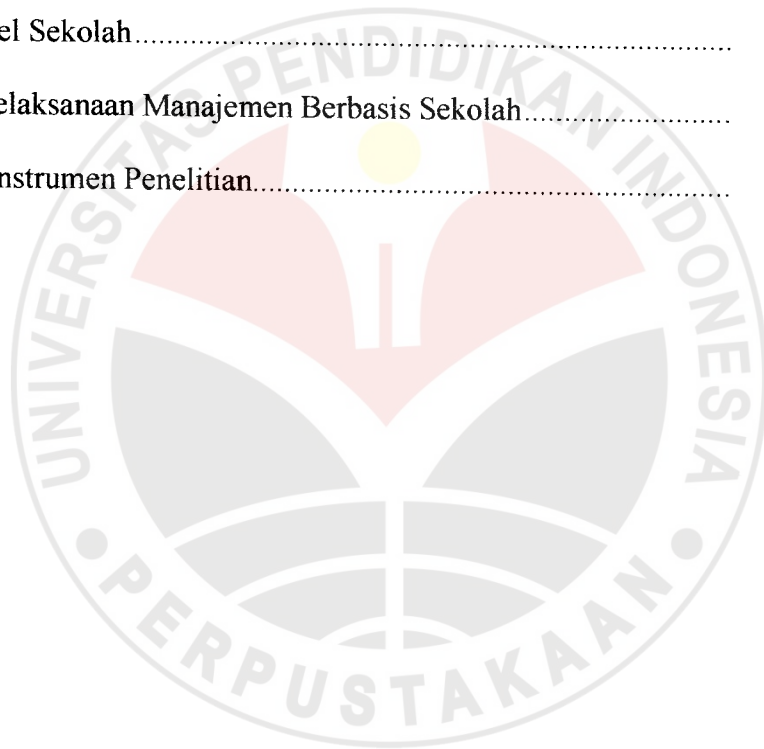 el Sekolah................................................................................
elaksanaan Manajemen Berbasis Sekolah..........................
nstrumen Penelitian............................................................
UNIVERSITAS PENDIDIKAN INDONESIA
PERPUSTAKAAN